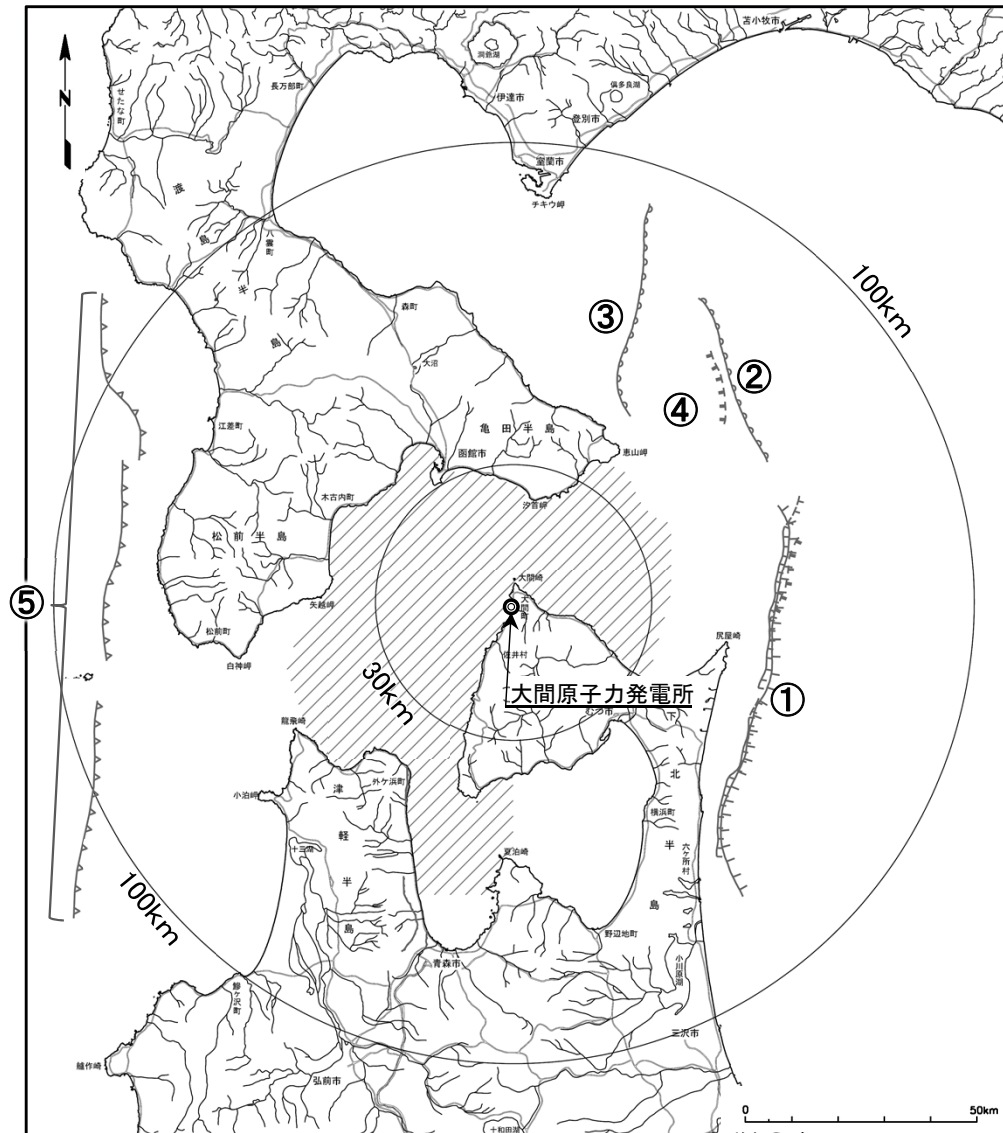 苫小牧市
洞爺湖
N
長万部町
せたな町
伊達市
倶多良湖
登別市
室蘭市
チキウ岬
渡島半島
八雲町
100km
森町
③
大沼
②
④
江差町
亀田半島
函館市
恵山岬
木古内町
汐首岬
松前半島
大間崎
⑤
矢越岬
大間町
松前町
白神岬
佐井村
尻屋崎
30km
大間原子力発電所
①
むつ市
龍飛崎
下北半島
外ケ浜町
小泊岬
津軽半島
横浜町
十三湖
六ヶ所村
夏泊崎
100km
野辺地町
青森市
小川原湖
鰺ヶ沢町
三沢市
艫作崎
弘前市
十和田湖
0
50km